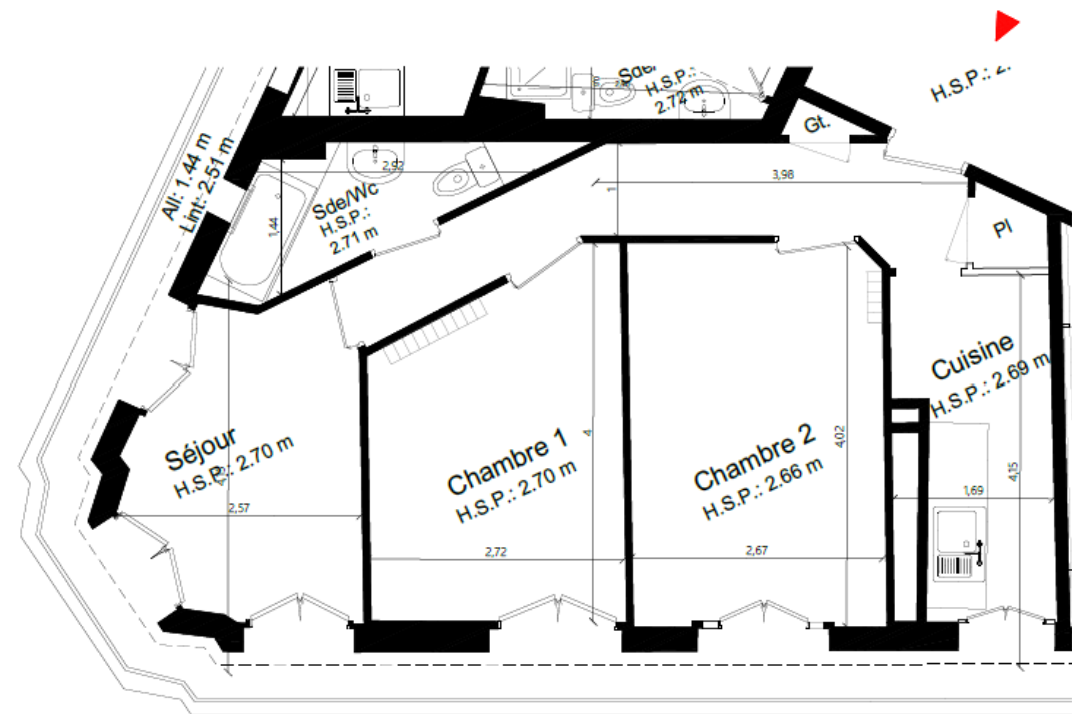 H.S.P.: 2.
Sde/
H.S.P.:
2.72 m
Gt.
All: 1.44 m
Lint: 2.51 m
2,92
3,98
1
Sde/Wc
H.S.P.:
2.71 m
1,44
Pl
Cuisine
H.S.P.: 2.69 m
Séjour
H.S.P.: 2.70 m
Chambre 1
H.S.P.: 2.70 m
4
Chambre 2
H.S.P.: 2.66 m
4,02
4,15
1,69
2,57
2,72
2,67